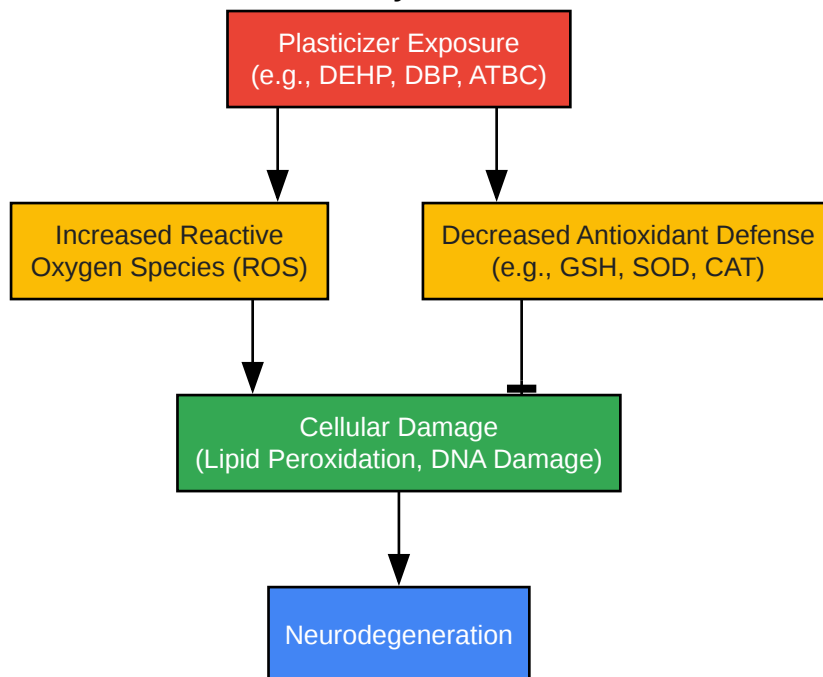 Plasticizer Exposure
(e.g., DEHP, DBP, ATBC)
Increased Reactive
Oxygen Species (ROS)
Decreased Antioxidant Defense
(e.g., GSH, SOD, CAT)
Cellular Damage
(Lipid Peroxidation, DNA Damage)
Neurodegeneration